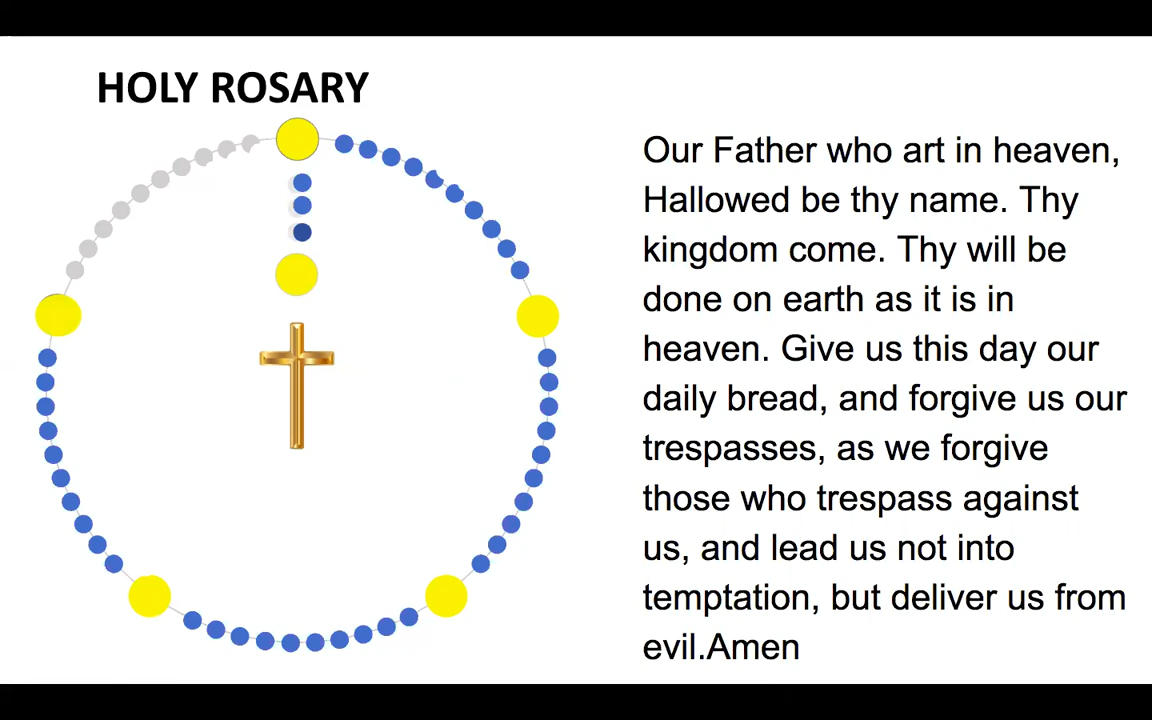 HOLY ROSARY
Our Father who art in heaven,
Hallowed be thy name. Thy
kingdom come. Thy will be
done on earth as it is in
heaven. Give us this day our
daily bread, and forgive us our
trespasses, as we forgive
those who trespass against
us, and lead us not into
temptation, but deliver us from
evil.Amen